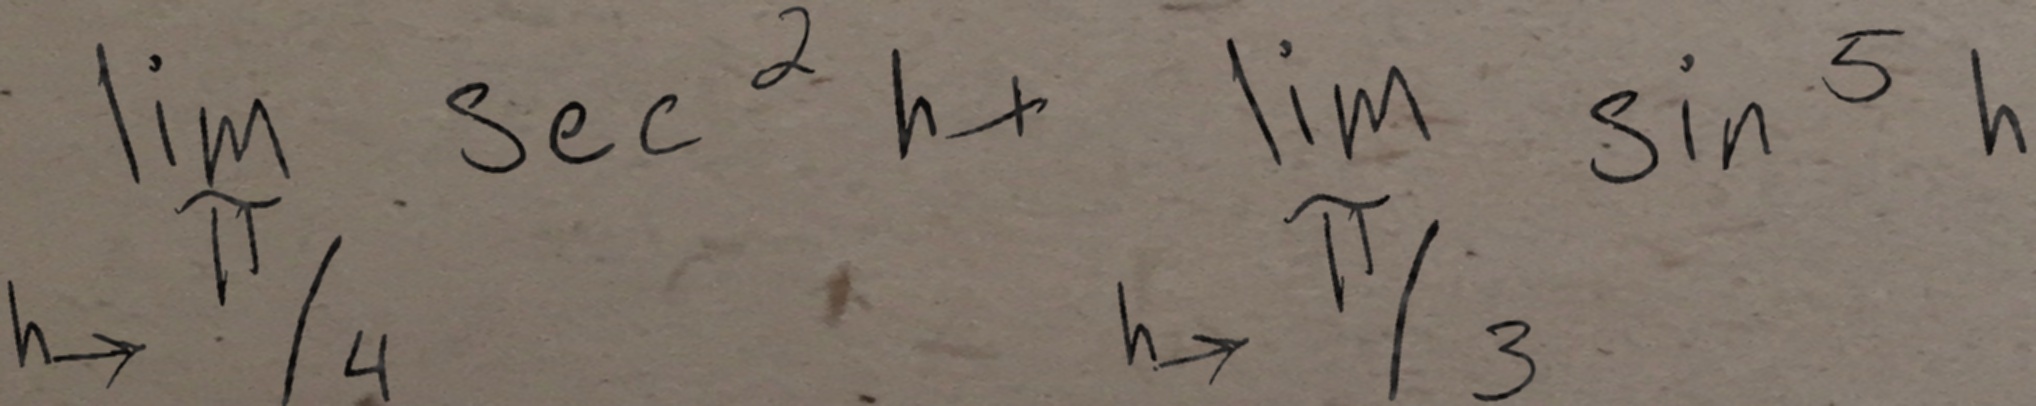 lim sec² h + lim sin⁵ h
h→ π/4 h→ π/3